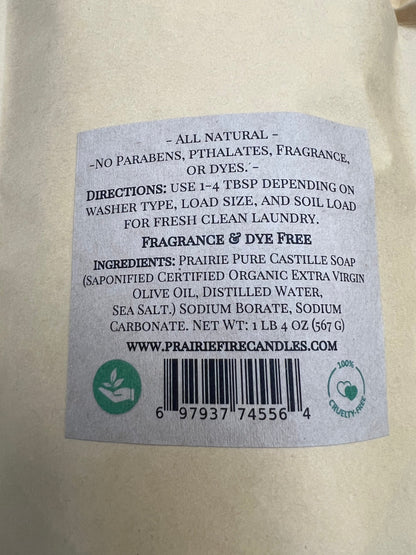 - All natural -
-No Parabens, Pthalates, Fragrance,
or dyes.'-
Directions: use 1-4 tbsp depending on
washer type, load size, and soil load
for fresh clean laundry.
Fragrance & Dye Free
Ingredients: Prairie Pure Castille Soap
(Saponified Certified Organic Extra Virgin
Olive Oil, Distilled Water,
Sea Salt.) Sodium Borate, Sodium
Carbonate. Net Wt: 1 lb 4 oz (567 g)
www.prairiefirecandles.com
100%
CRUELTY-FREE
6 97937 74556 4